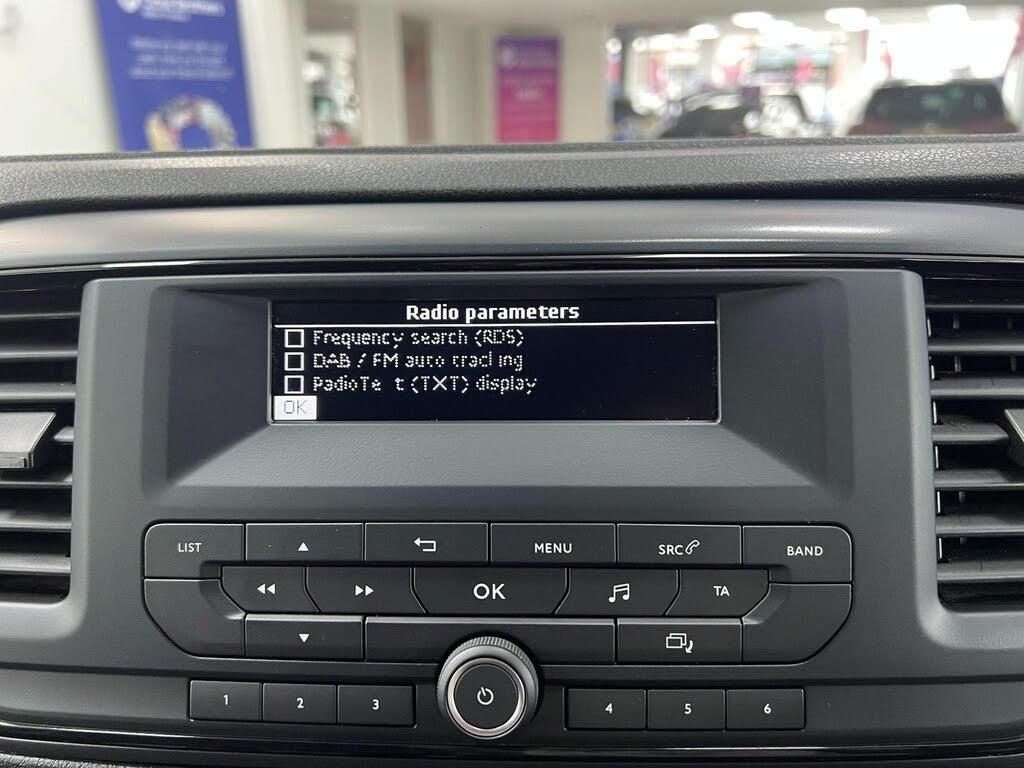 Radio parameters
Frequency search (RDS)
DAB / FM auto tracking
RadioText (TXT) display
OK
LIST
MENU
SRC
BAND
OK
TA
1
2
3
4
5
6